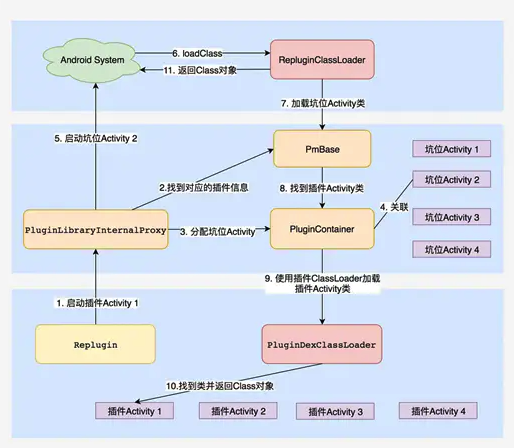 6. loadClass
Android System
RepluginClassLoader
11. 返回Class对象
7. 加载坑位Activity类
5. 启动坑位Activity 2
PmBase
坑位Activity 1
2.找到对应的插件信息
8. 找到插件Activity类
坑位Activity 2
4. 关联
PluginLibraryInternalProxy
3. 分配坑位Activity
PluginContainer
坑位Activity 3
坑位Activity 4
9. 使用插件ClassLoader加载
插件Activity类
1. 启动插件Activity 1
Replugin
PluginDexClassLoader
10.找到类并返回Class对象
插件Activity 1
插件Activity 2
插件Activity 3
插件Activity 4